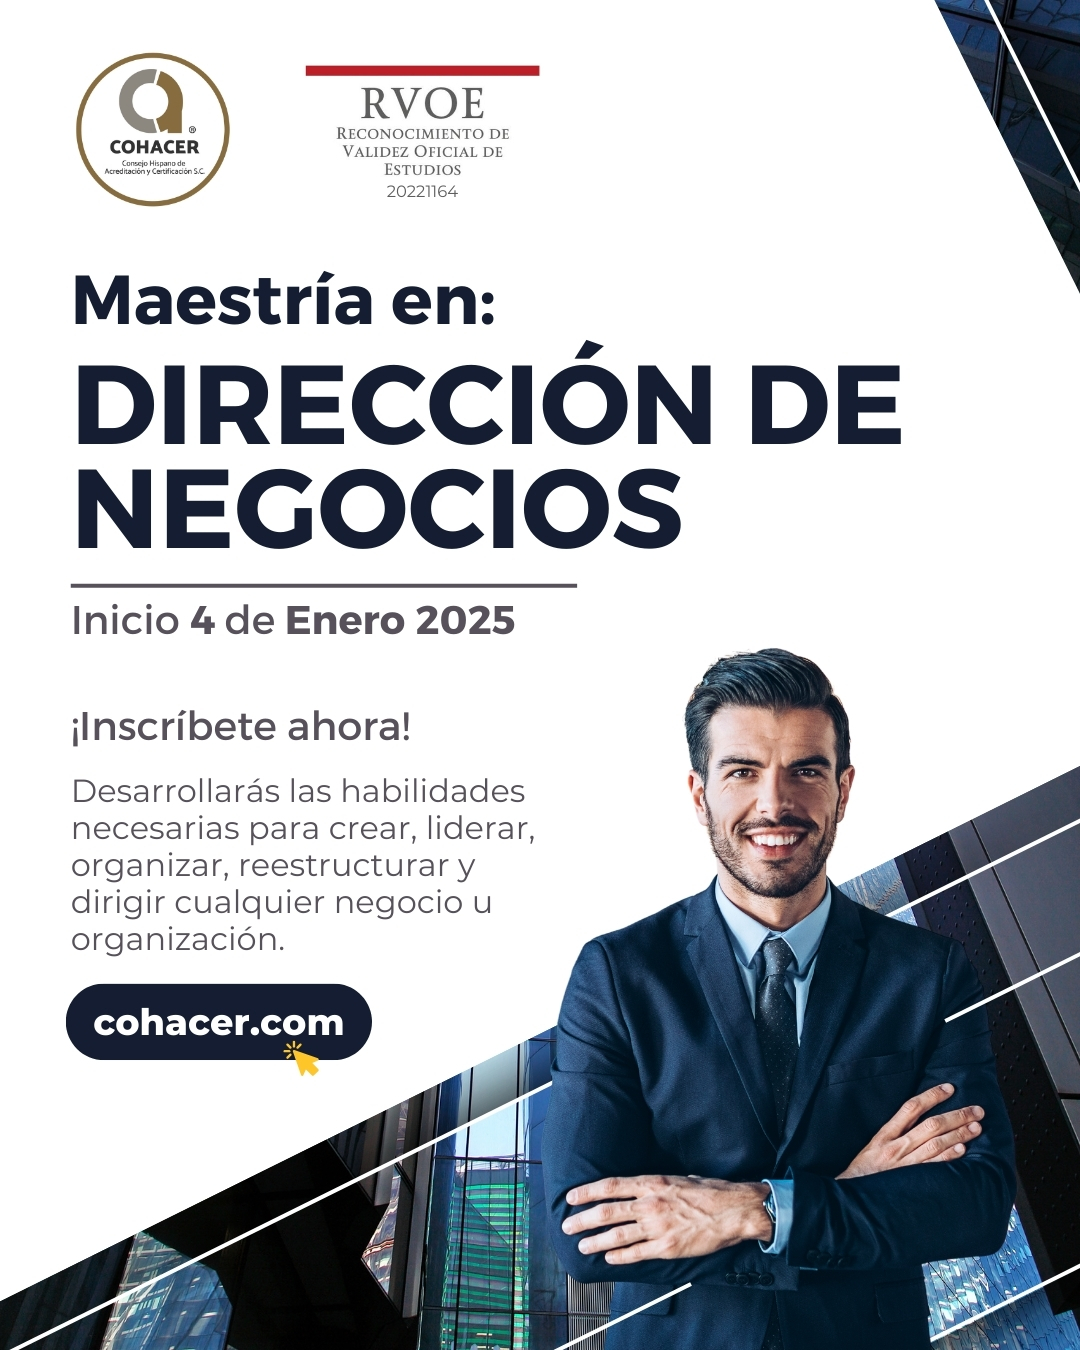 COHACER
®
Consejo Hispano de
Acreditación y Certificación S.C.
RVOE
RECONOCIMIENTO DE
VALIDEZ OFICIAL DE
ESTUDIOS
20221164
Maestría en:
DIRECCIÓN DE
NEGOCIOS
Inicio 4 de Enero 2025
¡Inscríbete ahora!
Desarrollarás las habilidades
necesarias para crear, liderar,
organizar, reestructurar y
dirigir cualquier negocio u
organización.
cohacer.com